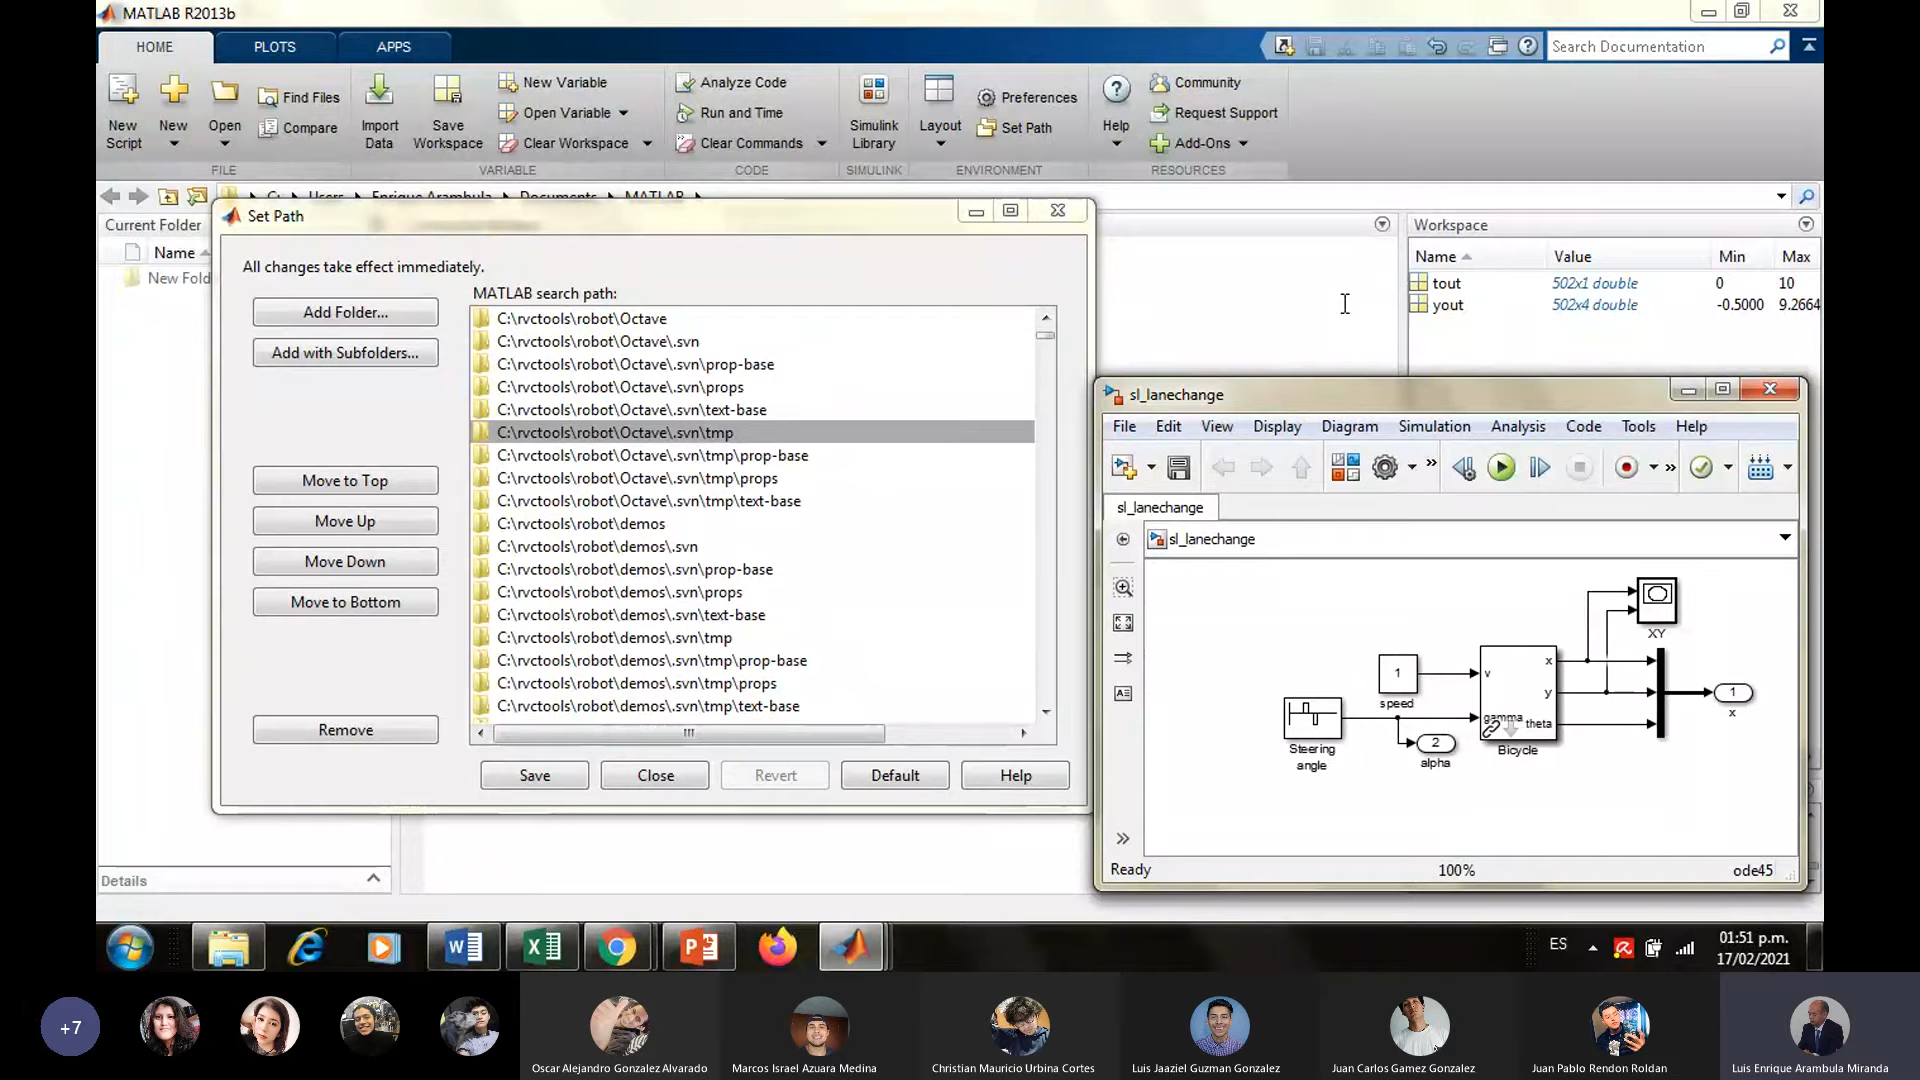 MATLAB R2013b
HOME PLOTS APPS
Search Documentation
New Script
New
Open
Find Files
Compare
Import Data
Save Workspace
New Variable
Open Variable
Clear Workspace
Analyze Code
Run and Time
Clear Commands
Simulink Library
Layout
Preferences
Set Path
Help
Community
Request Support
Add-Ons
FILE VARIABLE CODE SIMULINK ENVIRONMENT RESOURCES
C: Users Enrique Arambula Documents MATLAB
Current Folder
Name
New Fold
Set Path
All changes take effect immediately.
MATLAB search path:
Add Folder...
Add with Subfolders...
Move to Top
Move Up
Move Down
Move to Bottom
Remove
C:\rvctools\robot\Octave
C:\rvctools\robot\Octave\.svn
C:\rvctools\robot\Octave\.svn\prop-base
C:\rvctools\robot\Octave\.svn\props
C:\rvctools\robot\Octave\.svn\text-base
C:\rvctools\robot\Octave\.svn\tmp
C:\rvctools\robot\Octave\.svn\tmp\prop-base
C:\rvctools\robot\Octave\.svn\tmp\props
C:\rvctools\robot\Octave\.svn\tmp\text-base
C:\rvctools\robot\demos
C:\rvctools\robot\demos\.svn
C:\rvctools\robot\demos\.svn\prop-base
C:\rvctools\robot\demos\.svn\props
C:\rvctools\robot\demos\.svn\text-base
C:\rvctools\robot\demos\.svn\tmp
C:\rvctools\robot\demos\.svn\tmp\prop-base
C:\rvctools\robot\demos\.svn\tmp\props
C:\rvctools\robot\demos\.svn\tmp\text-base
Save Close Revert Default Help
Details
Workspace
Name Value Min Max
tout 502x1 double 0 10
yout 502x4 double -0.5000 9.2664
sl_lanechange
File Edit View Display Diagram Simulation Analysis Code Tools Help
sl_lanechange
sl_lanechange
XY
1
speed
v
gamma
x
y
theta
Bicycle
Steering
angle
2
alpha
1
x
Ready 100% ode45
ES
01:51 p.m.
17/02/2021
+7
Oscar Alejandro Gonzalez Alvarado
Marcos Israel Azuara Medina
Christian Mauricio Urbina Cortes
Luis Jaaziel Guzman Gonzalez
Juan Carlos Gamez Gonzalez
Juan Pablo Rendon Roldan
Luis Enrique Arambula Miranda